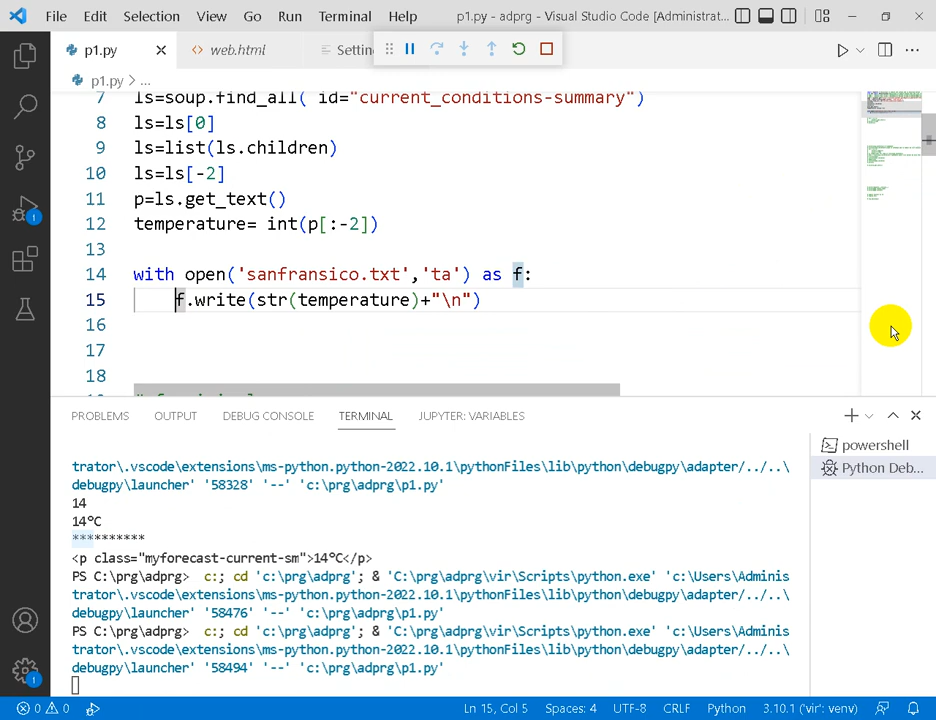 File Edit Selection View Go Run Terminal Help p1.py - adprg - Visual Studio Code [Administrat...
p1.py web.html Settin
p1.py > ...
7 ls=soup.find_all( id="current_conditions-summary")
8 ls=ls[0]
9 ls=list(ls.children)
10 ls=ls[-2]
11 p=ls.get_text()
12 temperature= int(p[:-2])
13
14 with open('sanfransico.txt','ta') as f:
15 f.write(str(temperature)+"\n")
16
17
18
PROBLEMS OUTPUT DEBUG CONSOLE TERMINAL JUPYTER: VARIABLES
powershell
Python Deb...
trator\.vscode\extensions\ms-python.python-2022.10.1\pythonFiles\lib\python\debugpy\adapter/../..\
debugpy\launcher' '58328' '--' 'c:\prg\adprg\p1.py'
14
14°C
**********
<p class="myforecast-current-sm">14°C</p>
PS C:\prg\adprg> c:; cd 'c:\prg\adprg'; & 'C:\prg\adprg\vir\Scripts\python.exe' 'c:\Users\Adminis
trator\.vscode\extensions\ms-python.python-2022.10.1\pythonFiles\lib\python\debugpy\adapter/../..\
debugpy\launcher' '58476' '--' 'c:\prg\adprg\p1.py'
PS C:\prg\adprg> c:; cd 'c:\prg\adprg'; & 'C:\prg\adprg\vir\Scripts\python.exe' 'c:\Users\Adminis
trator\.vscode\extensions\ms-python.python-2022.10.1\pythonFiles\lib\python\debugpy\adapter/../..\
debugpy\launcher' '58494' '--' 'c:\prg\adprg\p1.py'
0 0 Ln 15, Col 5 Spaces: 4 UTF-8 CRLF Python 3.10.1 ('vir': venv)